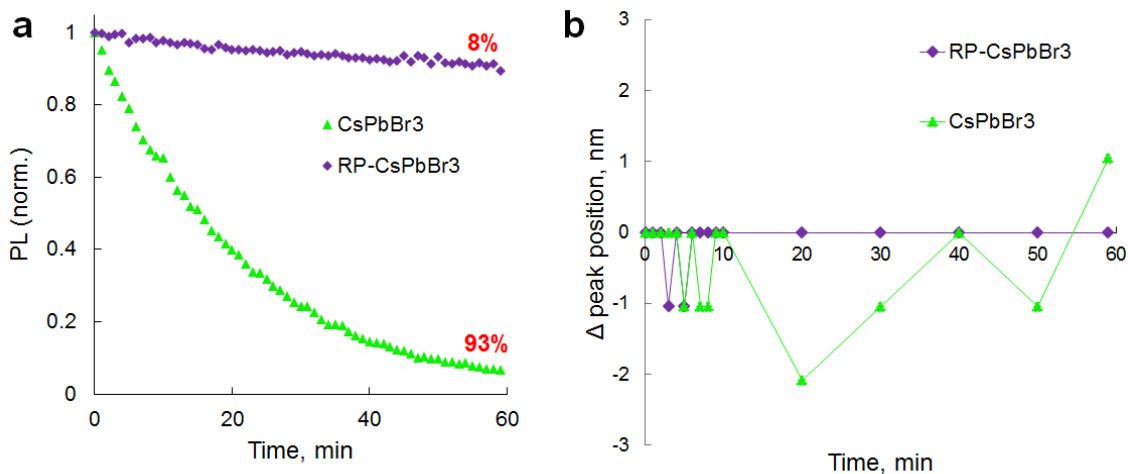 a
1
0.8
0.6
0.4
0.2
0
PL (norm.)
8%
CsPbBr3
RP-CsPbBr3
93%
0 20 40 60
Time, min
b
3
2
1
0
-1
-2
-3
Δ peak position, nm
RP-CsPbBr3
CsPbBr3
0 10 20 30 40 50 60
Time, min